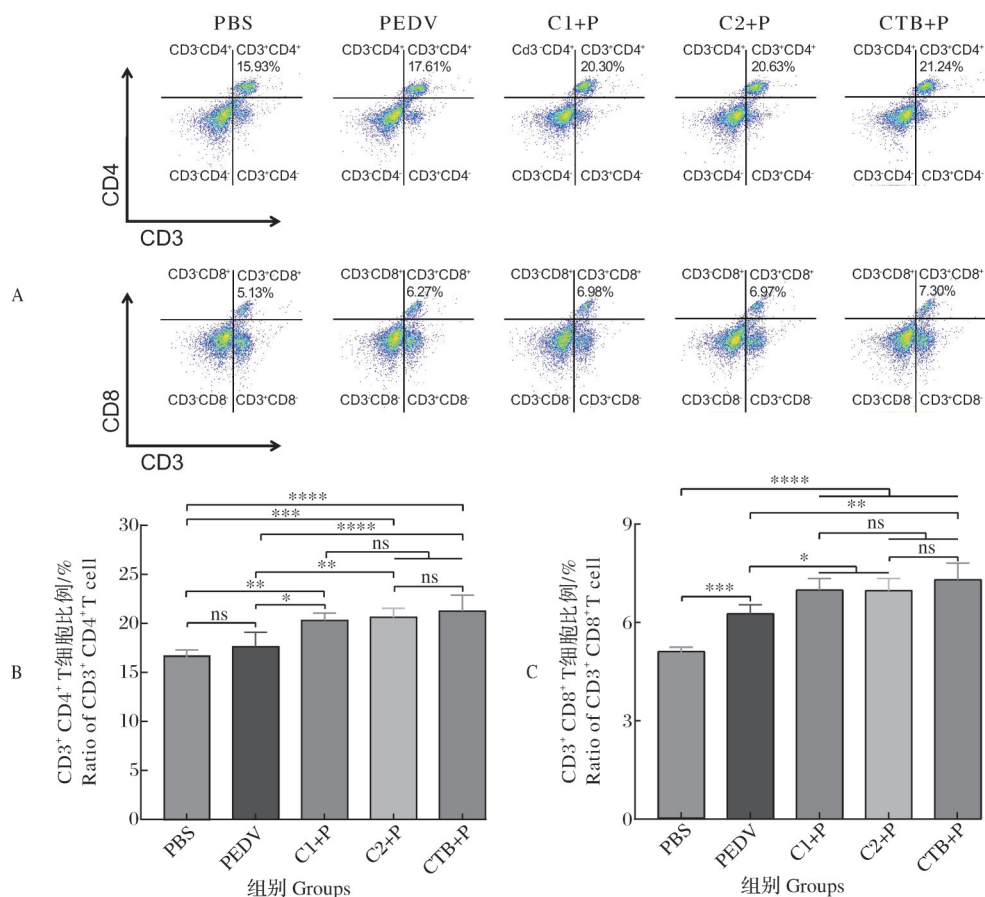 PBS PEDV C1+P C2+P CTB+P
CD3⁻CD4⁺ CD3⁺CD4⁺ CD3⁻CD4⁺ CD3⁺CD4⁺ Cd3⁻CD4⁺ CD3⁺CD4⁺ CD3⁻CD4⁺ CD3⁺CD4⁺ CD3⁻CD4⁺ CD3⁺CD4⁺
15.93% 17.61% 20.30% 20.63% 21.24%
CD4
CD3⁻CD4⁻ CD3⁺CD4⁻ CD3⁻CD4⁻ CD3⁺CD4⁻ CD3⁻CD4⁻ CD3⁺CD4⁻ CD3⁻CD4⁻ CD3⁺CD4⁻ CD3⁻CD4⁻ CD3⁺CD4⁻
CD3
A
CD3⁻CD8⁺ CD3⁺CD8⁺ CD3⁻CD8⁺ CD3⁺CD8⁺ CD3⁻CD8⁺ CD3⁺CD8⁺ CD3⁻CD8⁺ CD3⁺CD8⁺ CD3⁻CD8⁺ CD3⁺CD8⁺
5.13% 6.27% 6.98% 6.97% 7.30%
CD8
CD3⁻CD8⁻ CD3⁺CD8⁻ CD3⁻CD8⁻ CD3⁺CD8⁻ CD3⁻CD8⁻ CD3⁺CD8⁻ CD3⁻CD8⁻ CD3⁺CD8⁻ CD3⁻CD8⁻ CD3⁺CD8⁻
CD3
B
CD3⁺ CD4⁺ T细胞比例/%
Ratio of CD3⁺ CD4⁺T cell
30
25
20
15
10
5
0
****
***
****
ns
**
ns
**
*
ns
PBS PEDV C1+P C2+P CTB+P
组别 Groups
C
CD3⁺ CD8⁺ T细胞比例/%
Ratio of CD3⁺ CD8⁺T cell
9
6
3
0
****
**
ns
ns
*
***
PBS PEDV C1+P C2+P CTB+P
组别 Groups